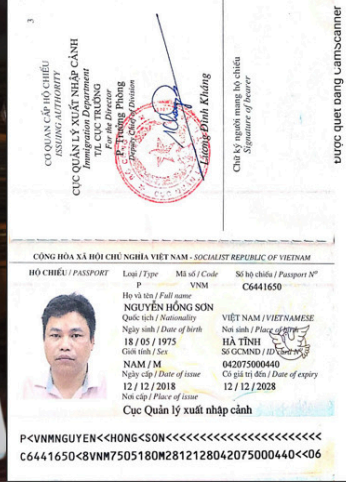 3
CƠ QUAN CẤP HỘ CHIẾU
ISSUING AUTHORITY
CỤC QUẢN LÝ XUẤT NHẬP CẢNH
Immigration Department
T/L CỤC TRƯỞNG
For the Director
P. Trưởng Phòng
Deputy Chief of Division
Lương Đình Kháng
Chữ ký người mang hộ chiếu
Signature of bearer
Được quét bằng CamScanner
CỘNG HÒA XÃ HỘI CHỦ NGHĨA VIỆT NAM - SOCIALIST REPUBLIC OF VIETNAM
HỘ CHIẾU / PASSPORT
Loại / Type Mã số / Code Số hộ chiếu / Passport Nº
P VNM C6441650
Họ và tên / Full name
NGUYỄN HỒNG SƠN
Quốc tịch / Nationality VIỆT NAM / VIETNAMESE
Ngày sinh / Date of birth Nơi sinh / Place of birth
18 / 05 / 1975 HÀ TĨNH
Giới tính / Sex Số GCMND / ID card Nº
NAM / M 042075000440
Ngày cấp / Date of issue Có giá trị đến / Date of expiry
12 / 12 / 2018 12 / 12 / 2028
Nơi cấp / Place of issue
Cục Quản lý xuất nhập cảnh
P<VNMNGUYEN<<HONG<SON<<<<<<<<<<<<<<<<<<<<<<<
C6441650<8VNM7505180M2812128042075000440<<06